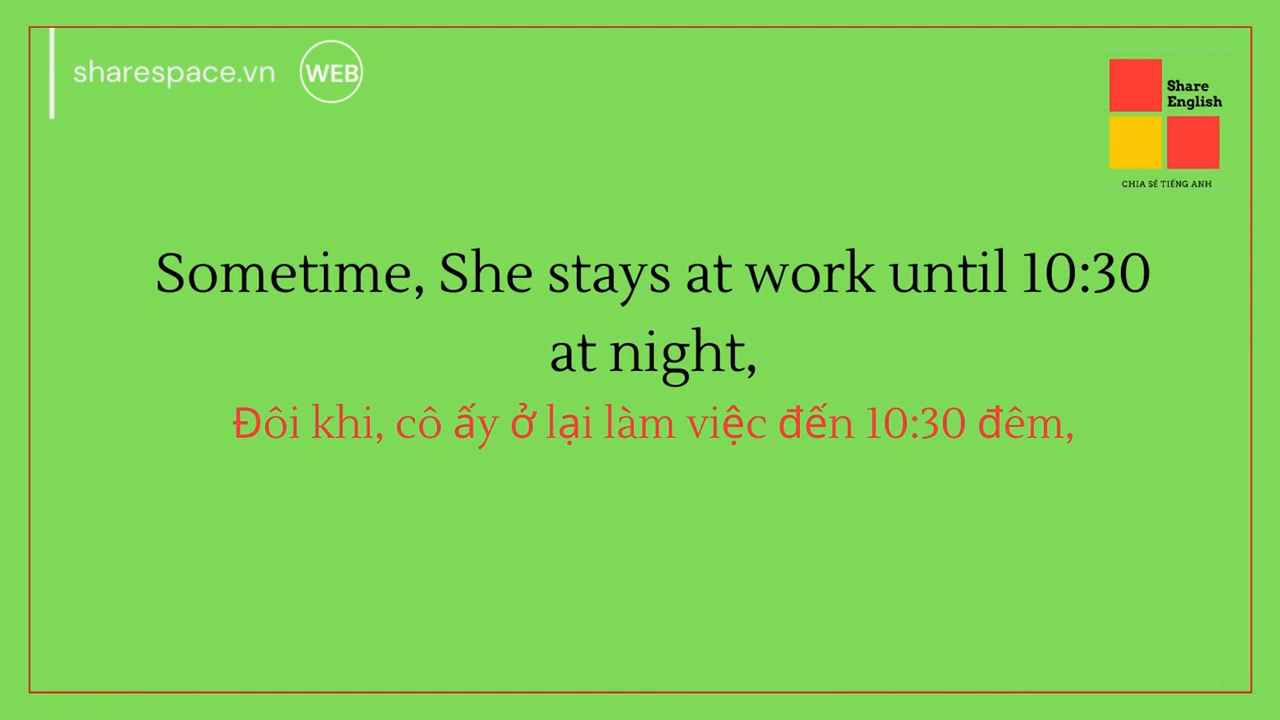 sharespace.vn WEB
Share
English
CHIA SẺ TIẾNG ANH
Sometime, She stays at work until 10:30
at night,
Đôi khi, cô ấy ở lại làm việc đến 10:30 đêm,